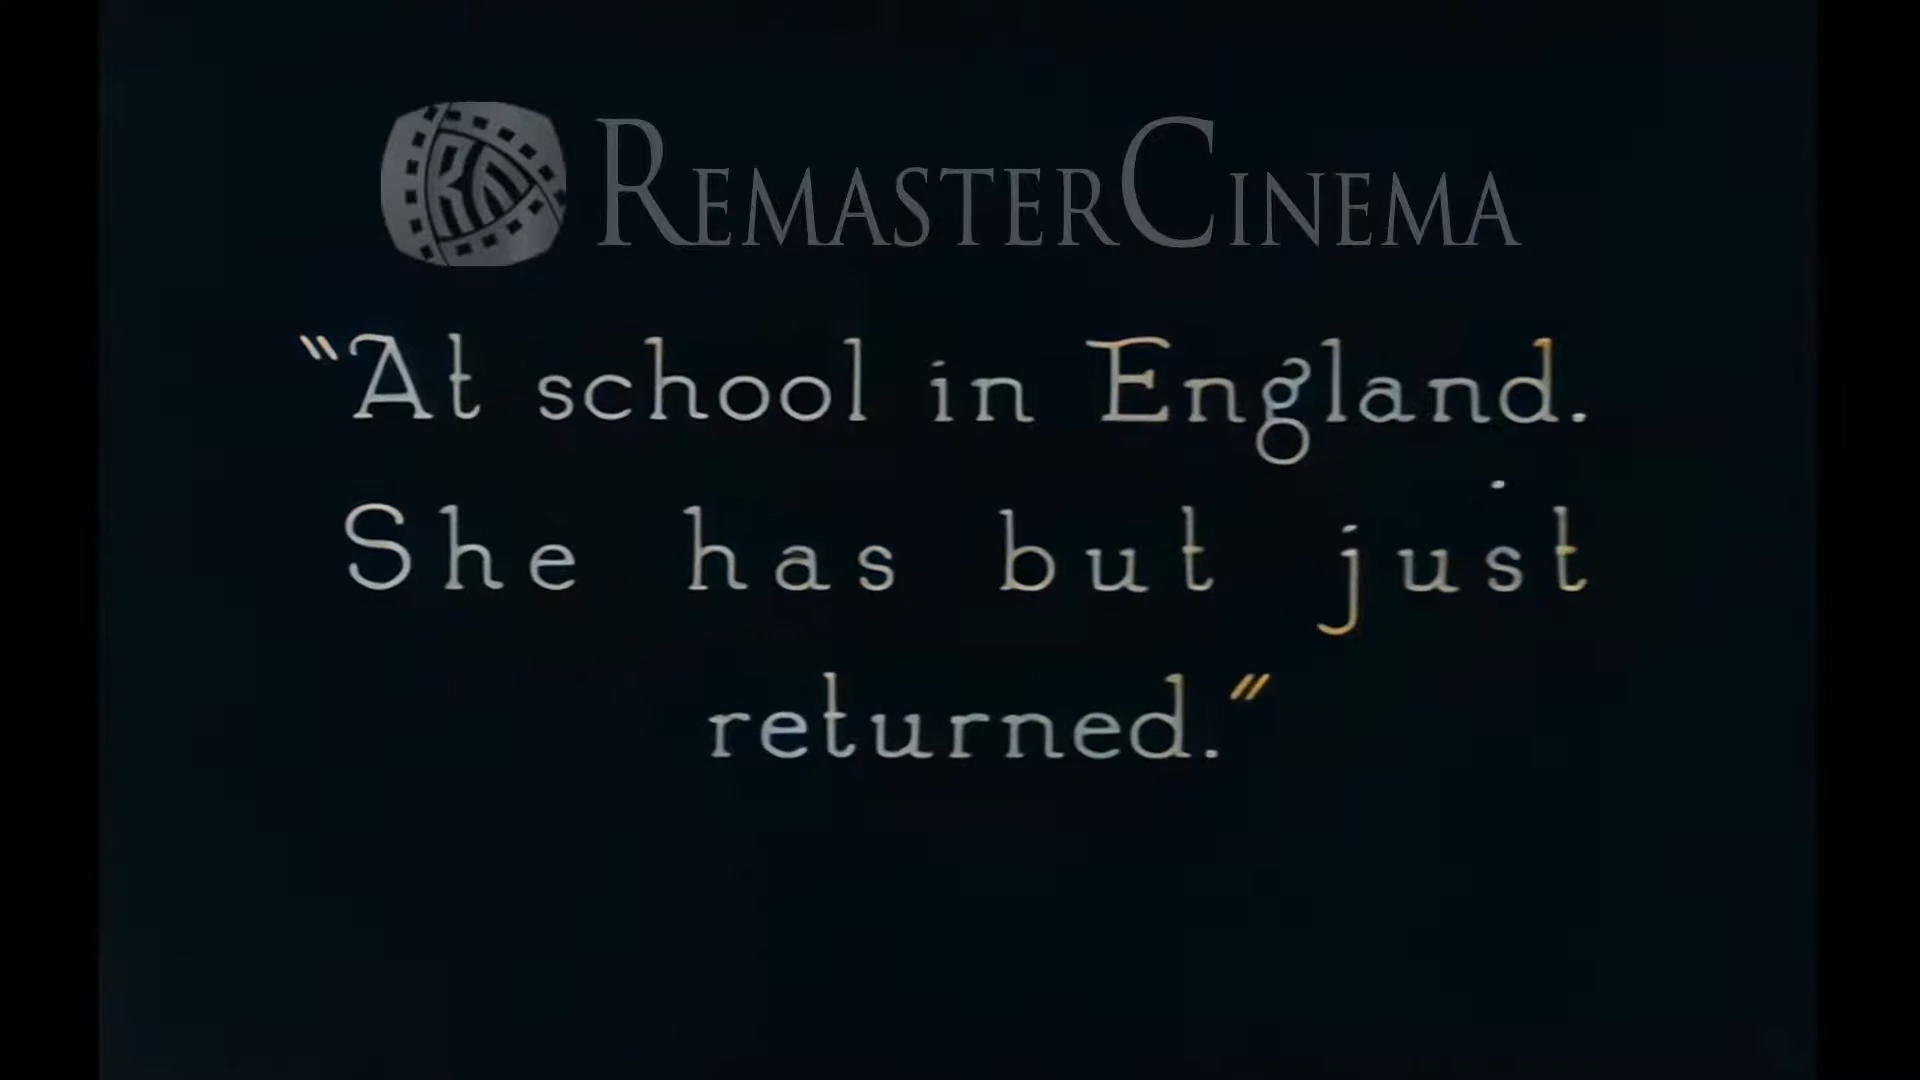 RemasterCinema
"At school in England.
She has but just
returned."